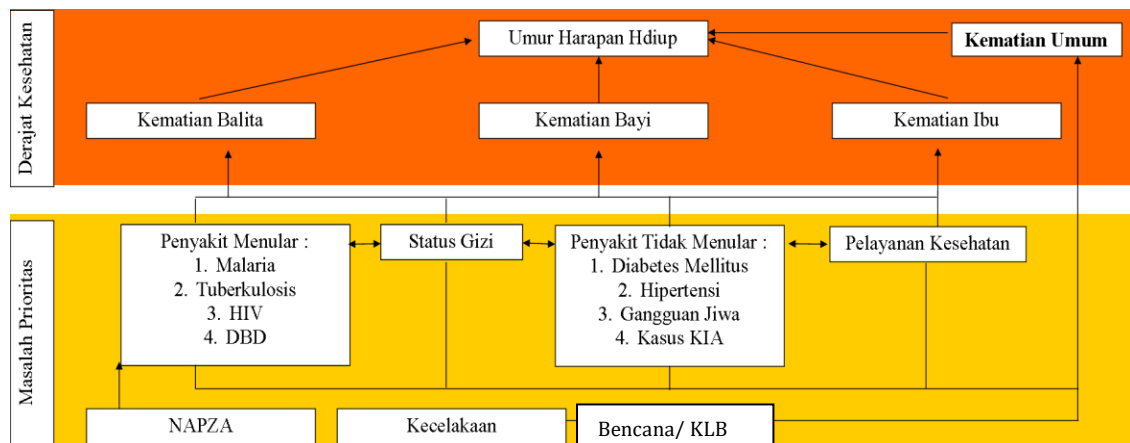 Derajat Kesehatan
Umur Harapan Hdiup
Kematian Umum
Kematian Balita
Kematian Bayi
Kematian Ibu
Masalah Prioritas
Penyakit Menular :
1. Malaria
2. Tuberkulosis
3. HIV
4. DBD
Status Gizi
Penyakit Tidak Menular :
1. Diabetes Mellitus
2. Hipertensi
3. Gangguan Jiwa
4. Kasus KIA
Pelayanan Kesehatan
NAPZA
Kecelakaan
Bencana/ KLB